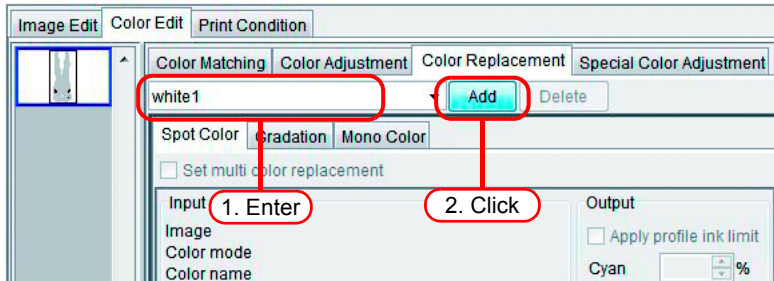 Image Edit Color Edit Print Condition
Color Matching Color Adjustment Color Replacement Special Color Adjustment
white1 Add Delete
Spot Color Gradation Mono Color
Set multi color replacement
Input 1. Enter 2. Click Output
Image Apply profile ink limit
Color mode
Color name Cyan %